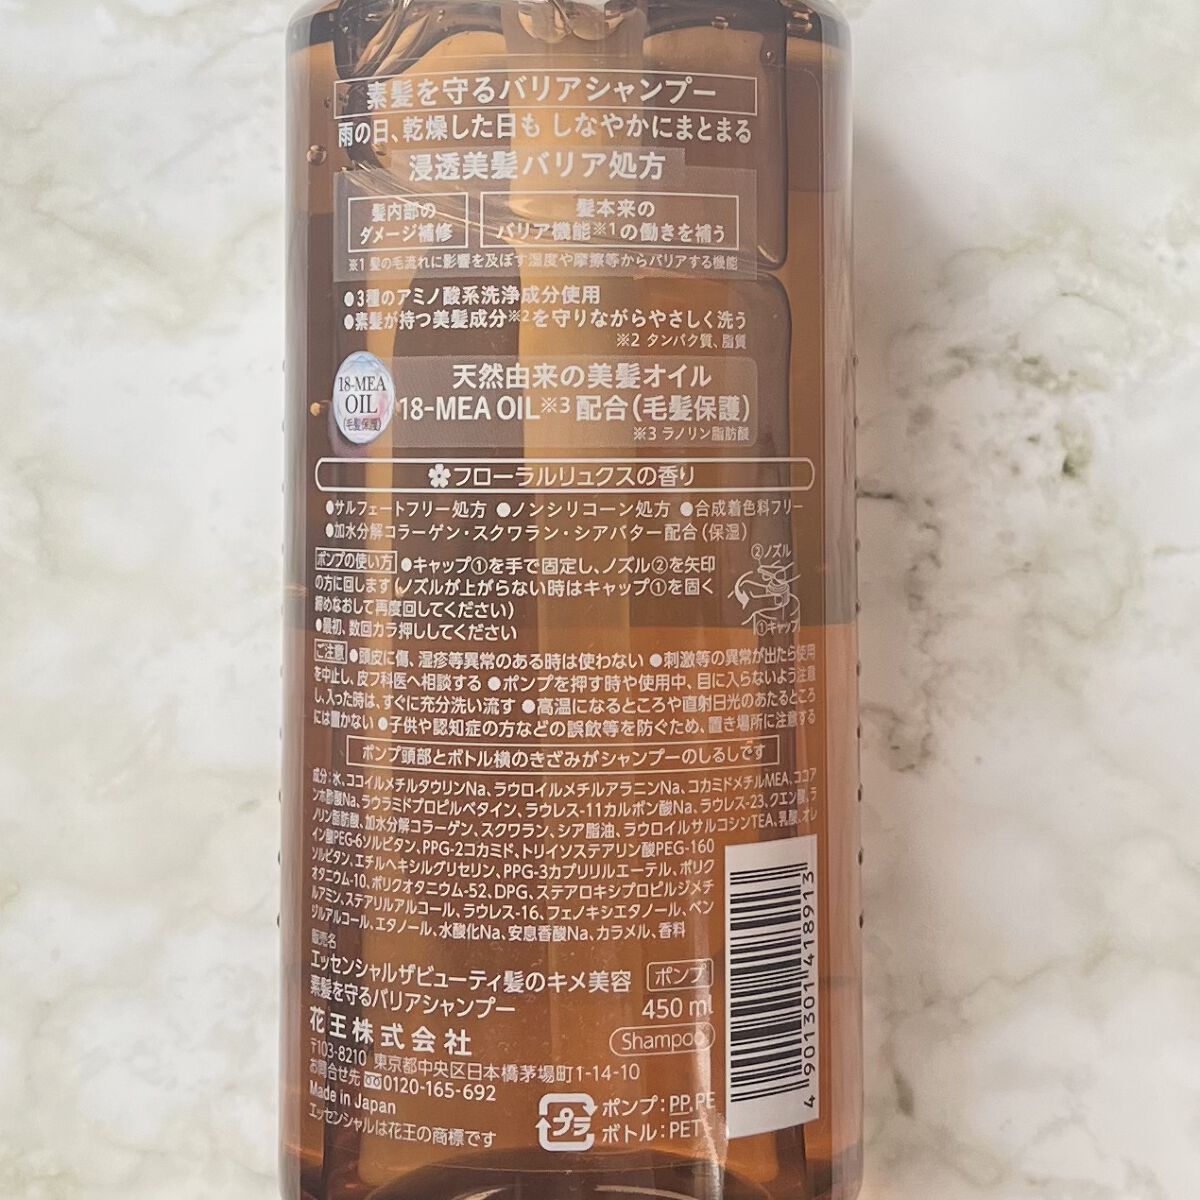 素髪を守るバリアシャンプー
雨の日、乾燥した日も しなやかにまとまる
浸透美髪バリア処方
髪内部の
ダメージ補修
髪本来の
バリア機能※1の働きを補う
※1 髪の毛流れに影響を及ぼす湿度や摩擦等からバリアする機能
●3種のアミノ酸系洗浄成分使用
●素髪が持つ美髪成分※2を守りながらやさしく洗う
※2 タンパク質、脂質
18-MEA
OIL
(毛髪保護)
天然由来の美髪オイル
18-MEA OIL※3 配合(毛髪保護)
※3 ラノリン脂肪酸
フローラルリュクスの香り
●サルフェートフリー処方 ●ノンシリコーン処方 ●合成着色料フリー
●加水分解コラーゲン・スクワラン・シアバター配合(保湿)
ポンプの使い方 ●キャップ①を手で固定し、ノズル②を矢印
の方に回します(ノズルが上がらない時はキャップ①を固く
締めなおして再度回してください)
●最初、数回カラ押ししてください
②ノズル
①キャップ
ご注意 ●頭皮に傷、湿疹等異常のある時は使わない ●刺激等の異常が出たら使用
を中止し、皮フ科医へ相談する ●ポンプを押す時や使用中、目に入らないよう注意
し、入った時は、すぐに充分洗い流す ●高温になるところや直射日光のあたるところ
には置かない ●子供や認知症の方などの誤飲等を防ぐため、置き場所に注意する
ポンプ頭部とボトル横のきざみがシャンプーのしるしです
成分:水、ココイルメチルタウリンNa、ラウロイルメチルアラニンNa、コカミドメチルMEA、ココア
ンホ酢酸Na、ラウラミドプロピルベタイン、ラウレス-11カルボン酸Na、ラウレス-23、クエン酸、ラ
ノリン脂肪酸、加水分解コラーゲン、スクワラン、シア脂油、ラウロイルサルコシンTEA、乳酸、オレ
イン酸PEG-6ソルビタン、PPG-2コカミド、トリイソステアリン酸PEG-160
ソルビタン、エチルヘキシルグリセリン、PPG-3カプリリルエーテル、ポリク
オタニウム-10、ポリクオタニウム-52、DPG、ステアロキシプロピルジメチ
ルアミン、ステアリルアルコール、ラウレス-16、フェノキシエタノール、ベン
ジルアルコール、エタノール、水酸化Na、安息香酸Na、カラメル、香料
販売名
エッセンシャルザビューティ髪のキメ美容 ポンプ
素髪を守るバリアシャンプー 450 ml
花王株式会社 Shampoo
〒103-8210 東京都中央区日本橋茅場町1-14-10
お問合せ先 0120-165-692
Made in Japan
エッセンシャルは花王の商標です
プラ
ポンプ:PP,PE
ボトル:PET
4 901301 418913